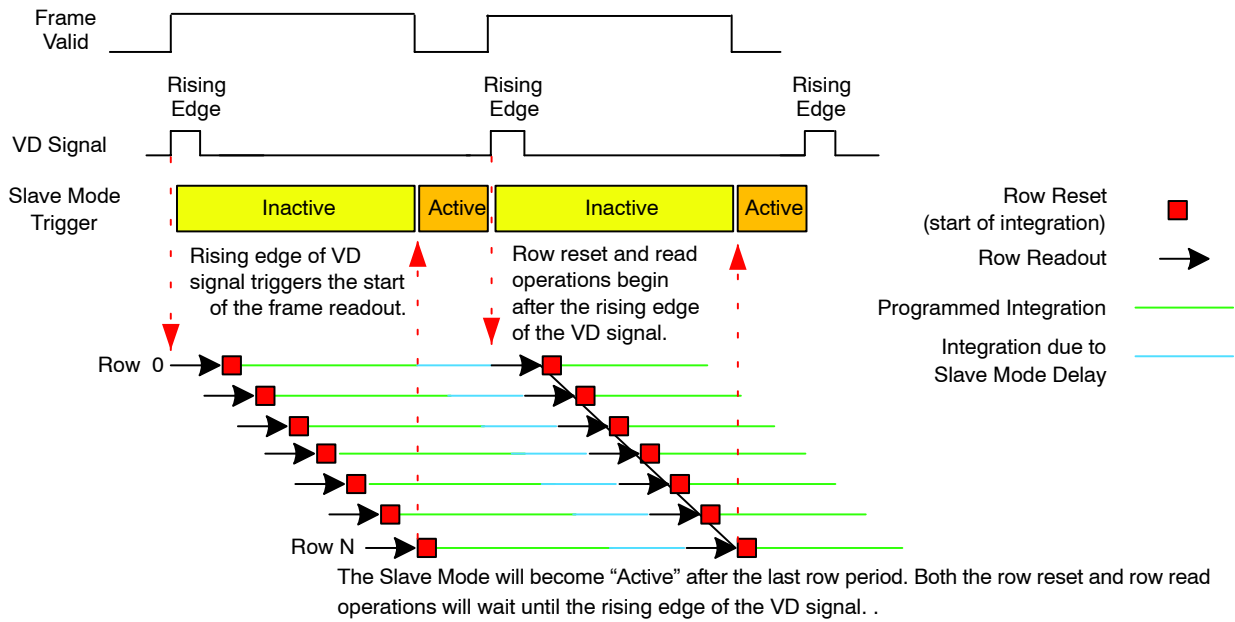 Frame
Valid
Rising
Edge
Rising
Edge
Rising
Edge
VD Signal
Slave Mode
Trigger
Inactive
Active
Inactive
Active
Rising edge of VD
signal triggers the start
of the frame readout.
Row reset and read
operations begin
after the rising edge
of the VD signal.
Row Reset
(start of integration)
Row Readout
Programmed Integration
Integration due to
Slave Mode Delay
Row 0
Row N
The Slave Mode will become “Active” after the last row period. Both the row reset and row read
operations will wait until the rising edge of the VD signal. .